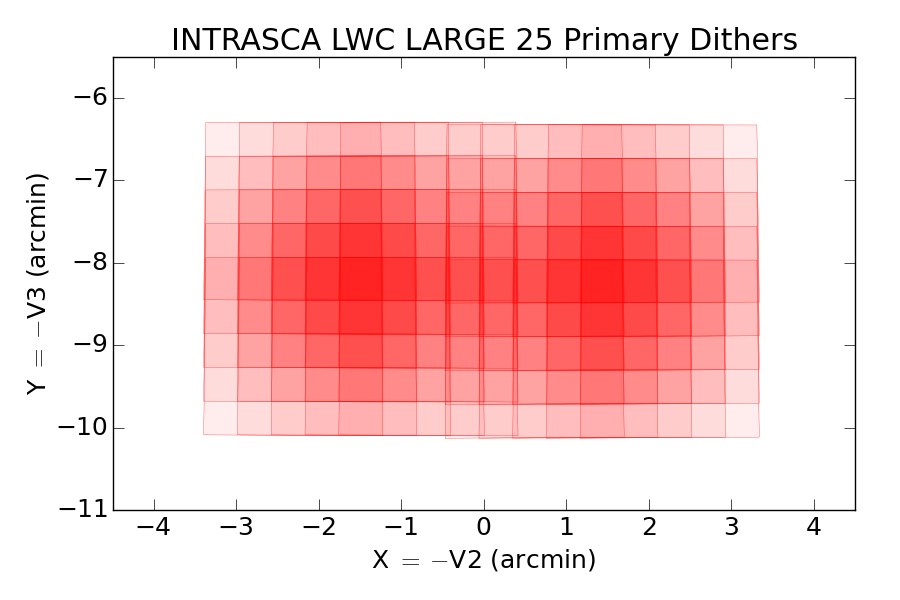 INTRASCA LWC LARGE 25 Primary Dithers
−6
−7
−8
−9
−10
−11
Y = −V3 (arcmin)
−4 −3 −2 −1 0 1 2 3 4
X = −V2 (arcmin)